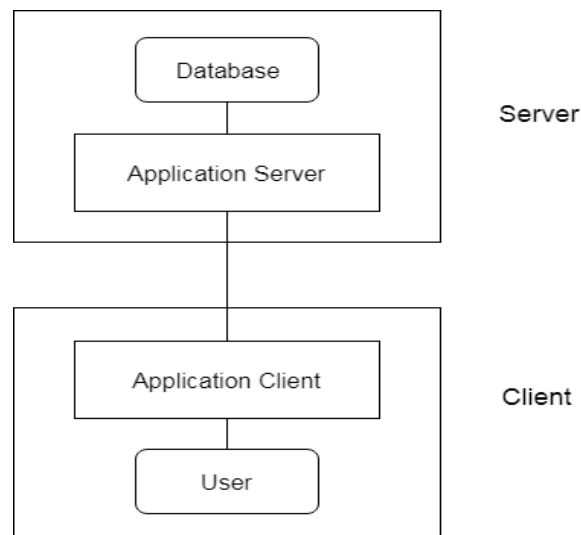 Database
Server
Application Server
Application Client
Client
User